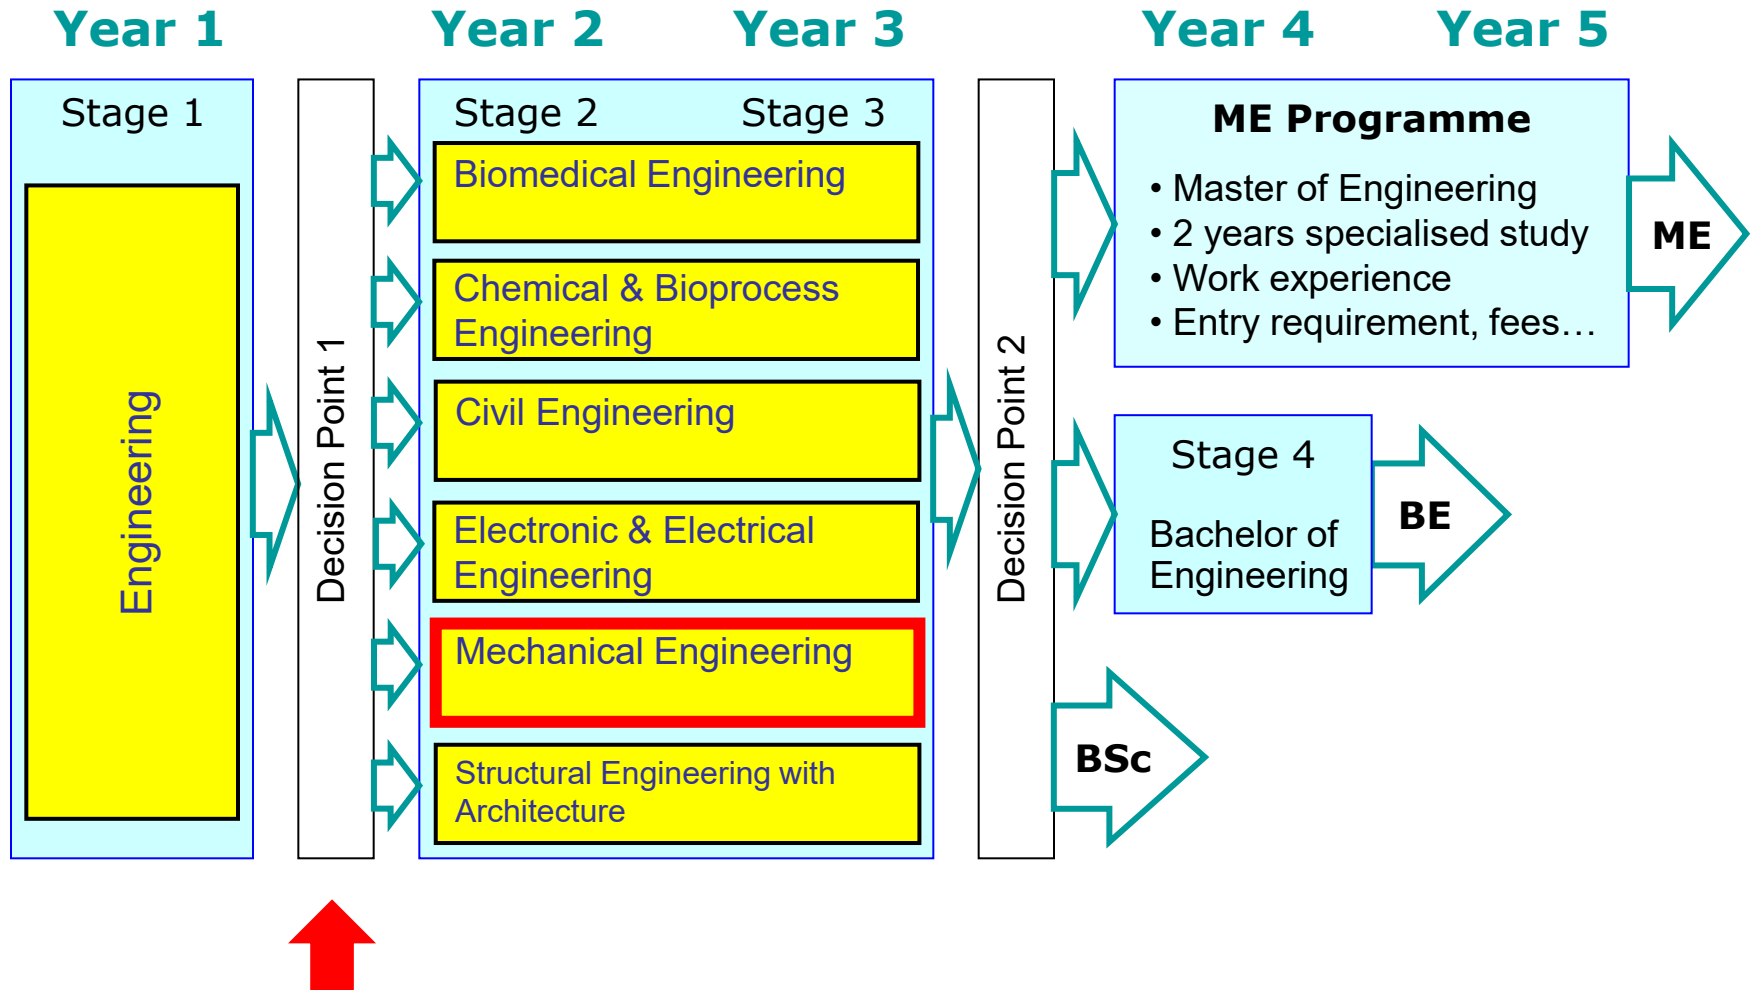 Year 1
Year 2
Year 3
Year 4
Year 5
Stage 1
Engineering
Decision Point 1
Stage 2
Stage 3
Biomedical Engineering
Chemical & Bioprocess
Engineering
Civil Engineering
Electronic & Electrical
Engineering
Mechanical Engineering
Structural Engineering with
Architecture
Decision Point 2
ME Programme
• Master of Engineering
• 2 years specialised study
• Work experience
• Entry requirement, fees…
ME
Stage 4
Bachelor of
Engineering
BE
BSc